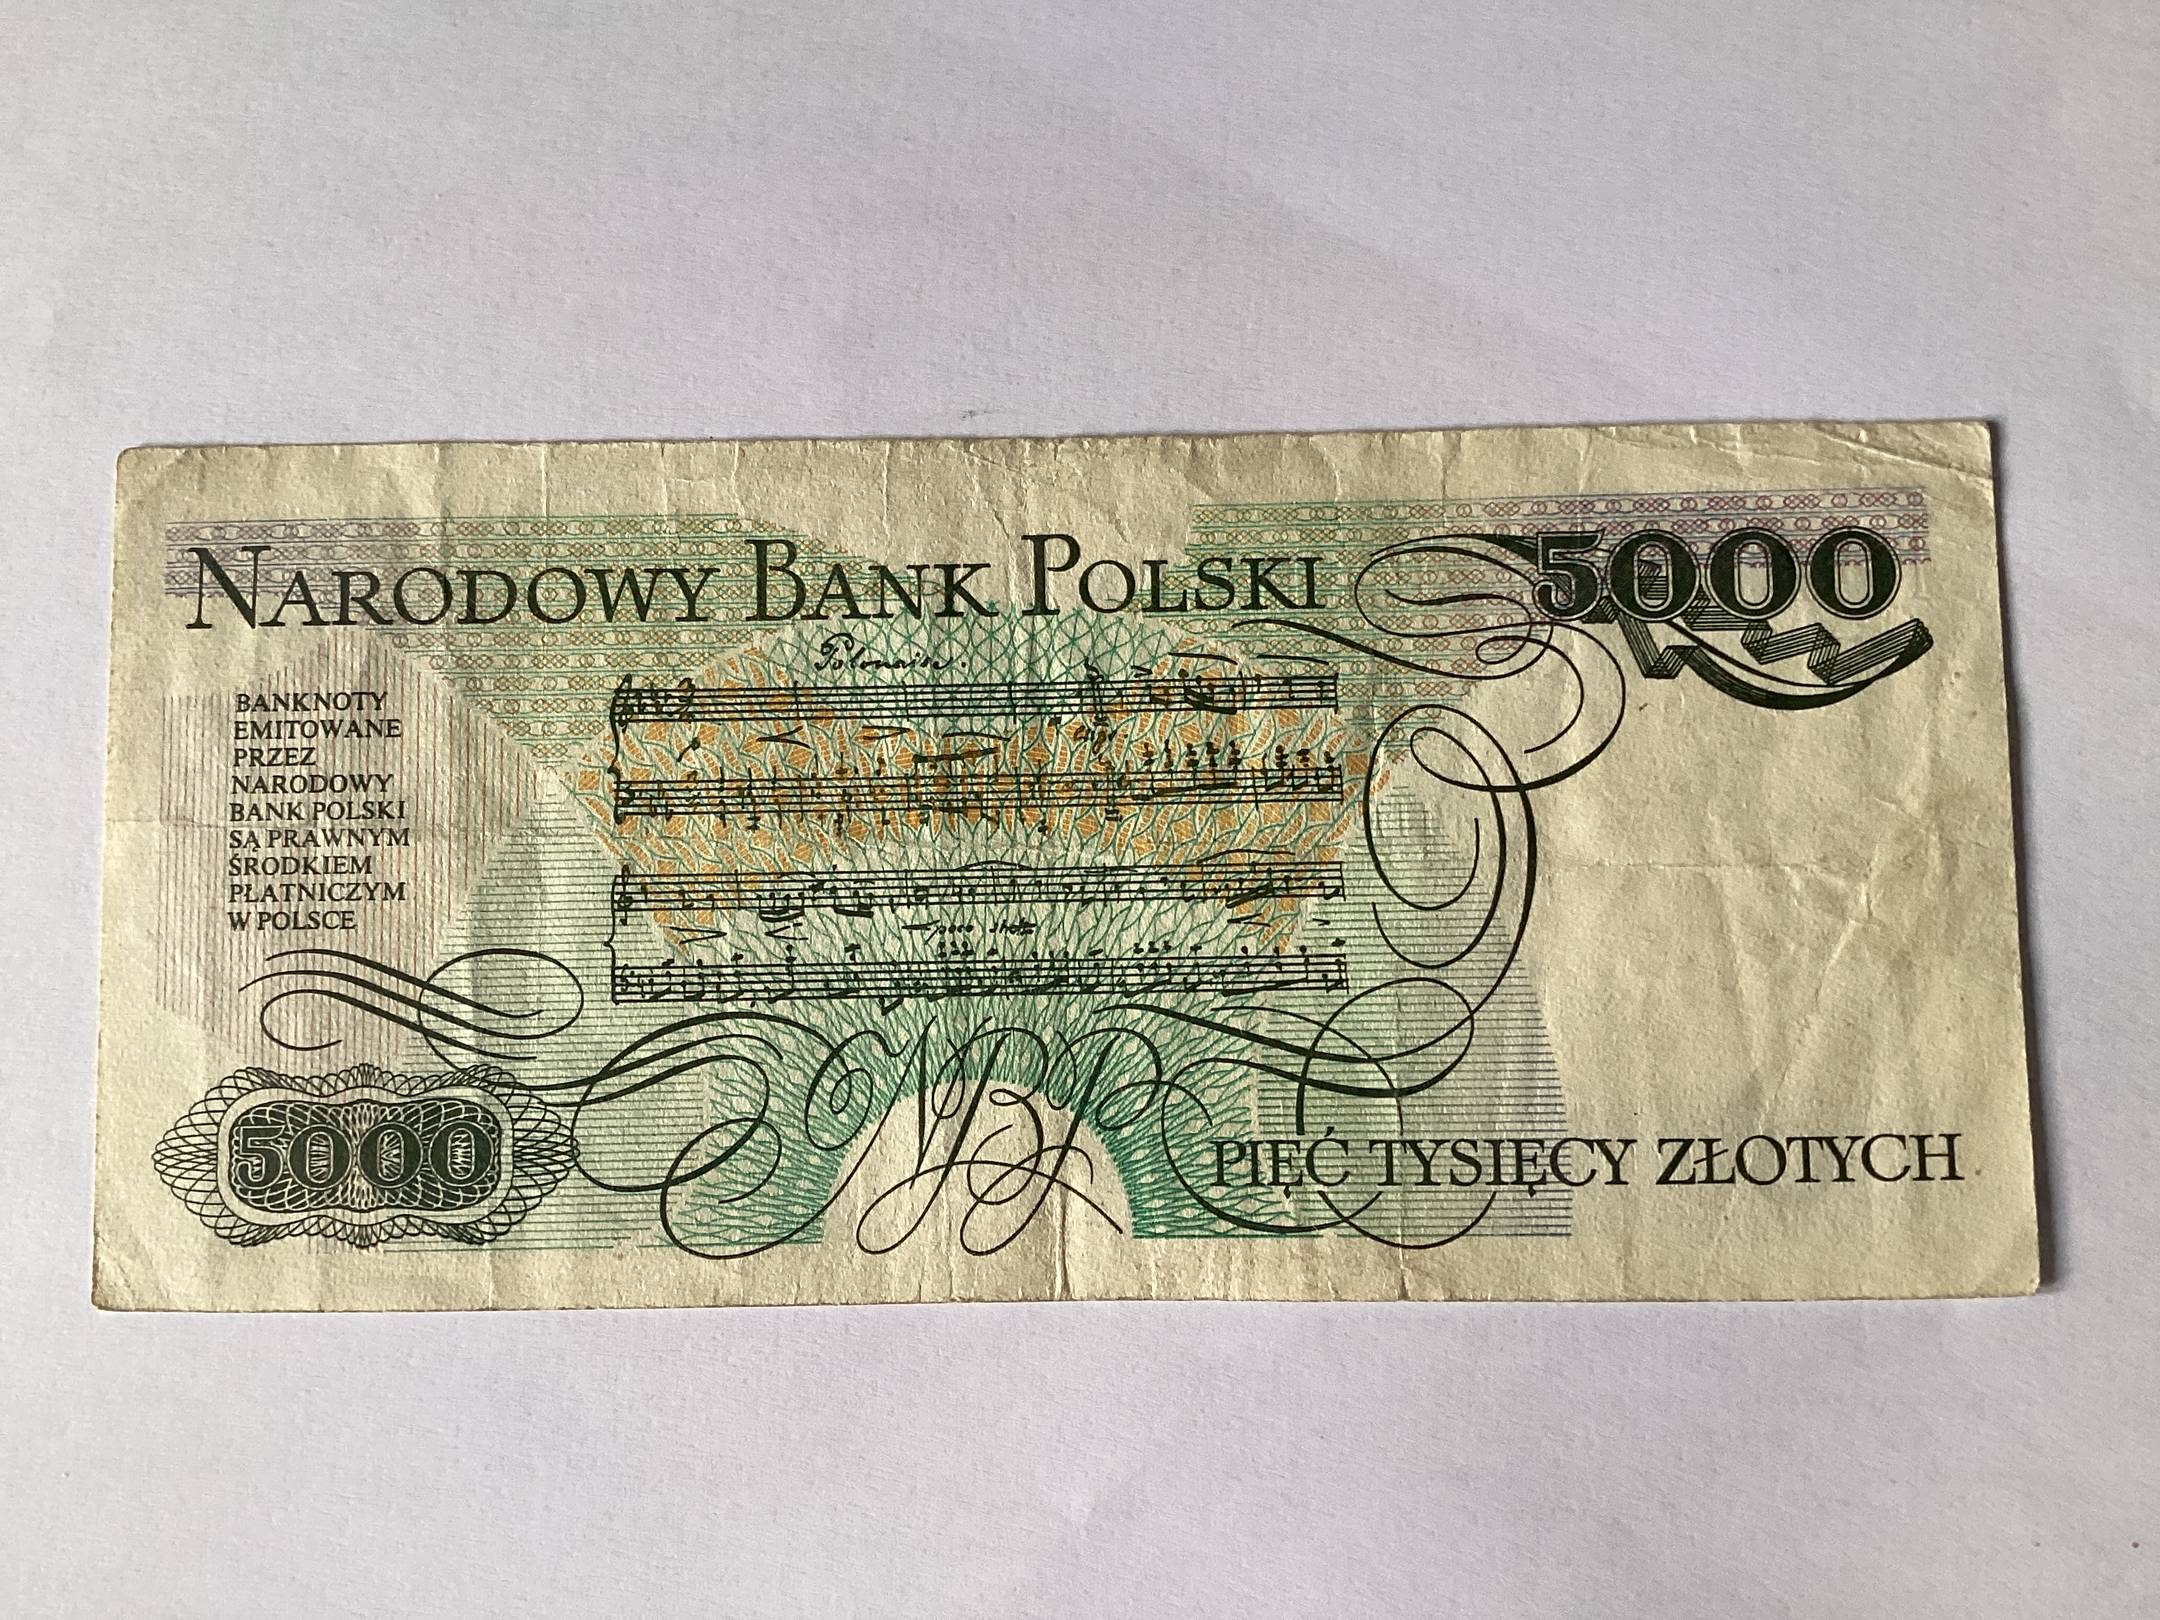 NARODOWY BANK POLSKI
5000
Polonaise.
BANKNOTY
EMITOWANE
PRZEZ
NARODOWY
BANK POLSKI
SĄ PRAWNYM
ŚRODKIEM
PŁATNICZYM
W POLSCE
poco
5000
NBP
PIĘĆ TYSIĘCY ZŁOTYCH